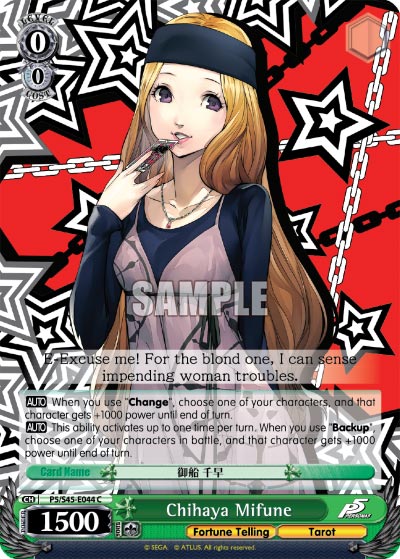 LEVEL
0
0
COST
SAMPLE
E-Excuse me! For the blond one, I can sense
impending woman troubles.
AUTO When you use "Change", choose one of your characters, and that
character gets +1000 power until end of turn.
AUTO This ability activates up to one time per turn. When you use "Backup",
choose one of your characters in battle, and that character gets +1000
power until end of turn.
Card Name 御船 千早
CH P5/S45-E044 C
POWER 1500
Chihaya Mifune
P5 PERSONA5
Fortune Telling Tarot
© SEGA. © ATLUS. All rights reserved.